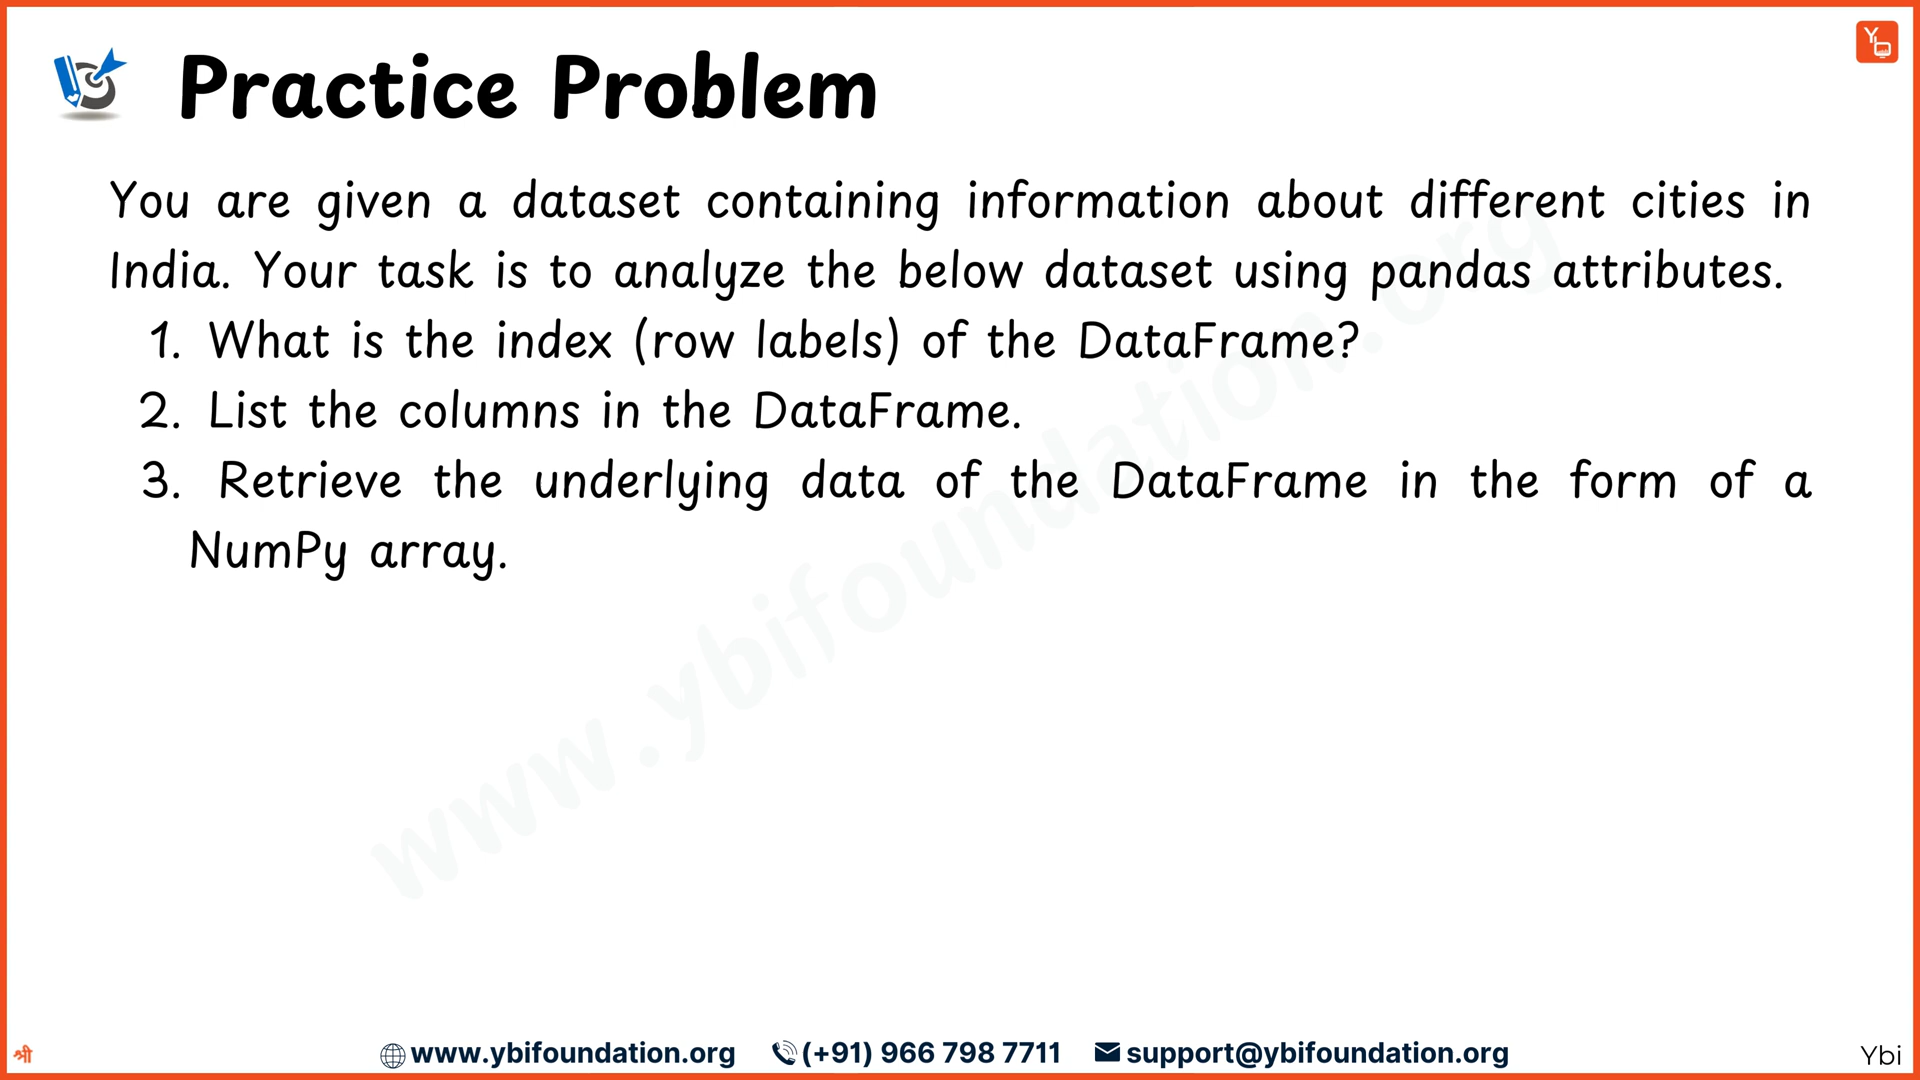 Practice Problem
You are given a dataset containing information about different cities in
India. Your task is to analyze the below dataset using pandas attributes.
1. What is the index (row labels) of the DataFrame?
2. List the columns in the DataFrame.
3. Retrieve the underlying data of the DataFrame in the form of a
NumPy array.
www.ybifoundation.org
श्री
www.ybifoundation.org (+91) 966 798 7711 support@ybifoundation.org
Ybi